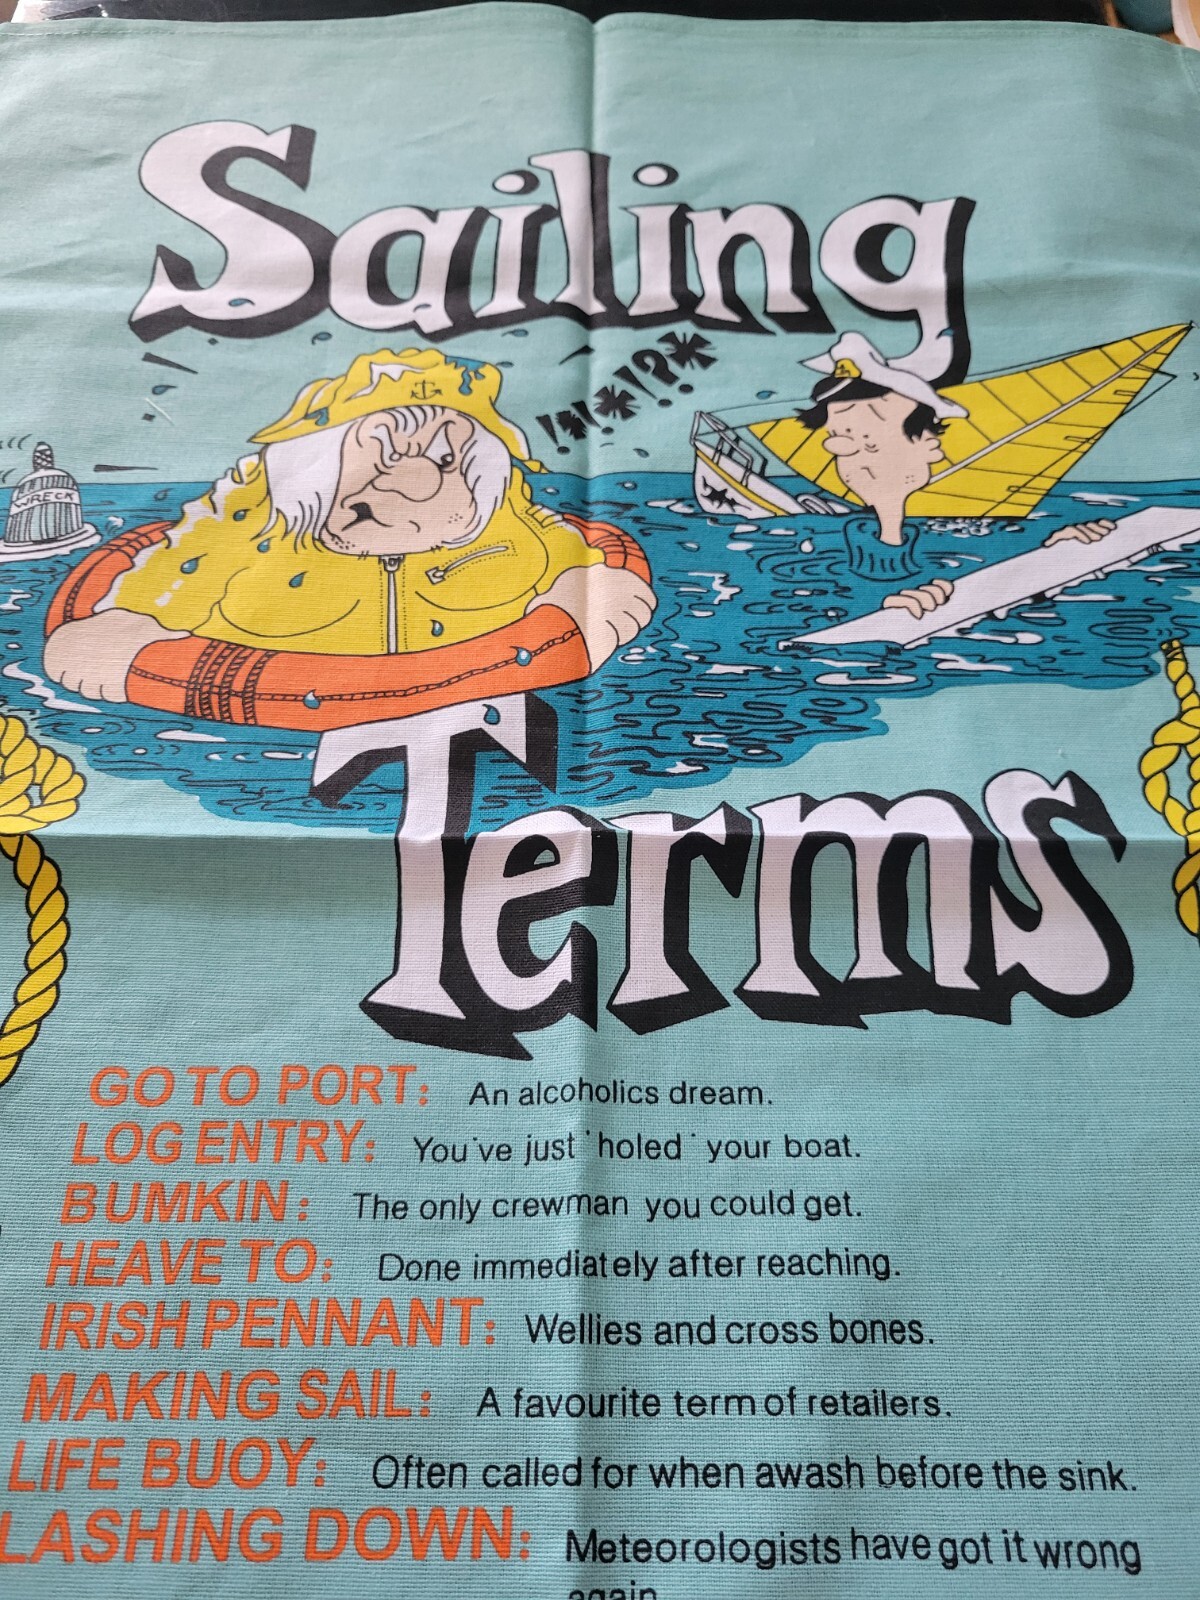 Sailing
!*!*!?*
WRECK
Terms
GO TO PORT: An alcoholics dream.
LOG ENTRY: You've just 'holed' your boat.
BUMKIN: The only crewman you could get.
HEAVE TO: Done immediately after reaching.
IRISH PENNANT: Wellies and cross bones.
MAKING SAIL: A favourite term of retailers.
LIFE BUOY: Often called for when awash before the sink.
LASHING DOWN: Meteorologists have got it wrong
again